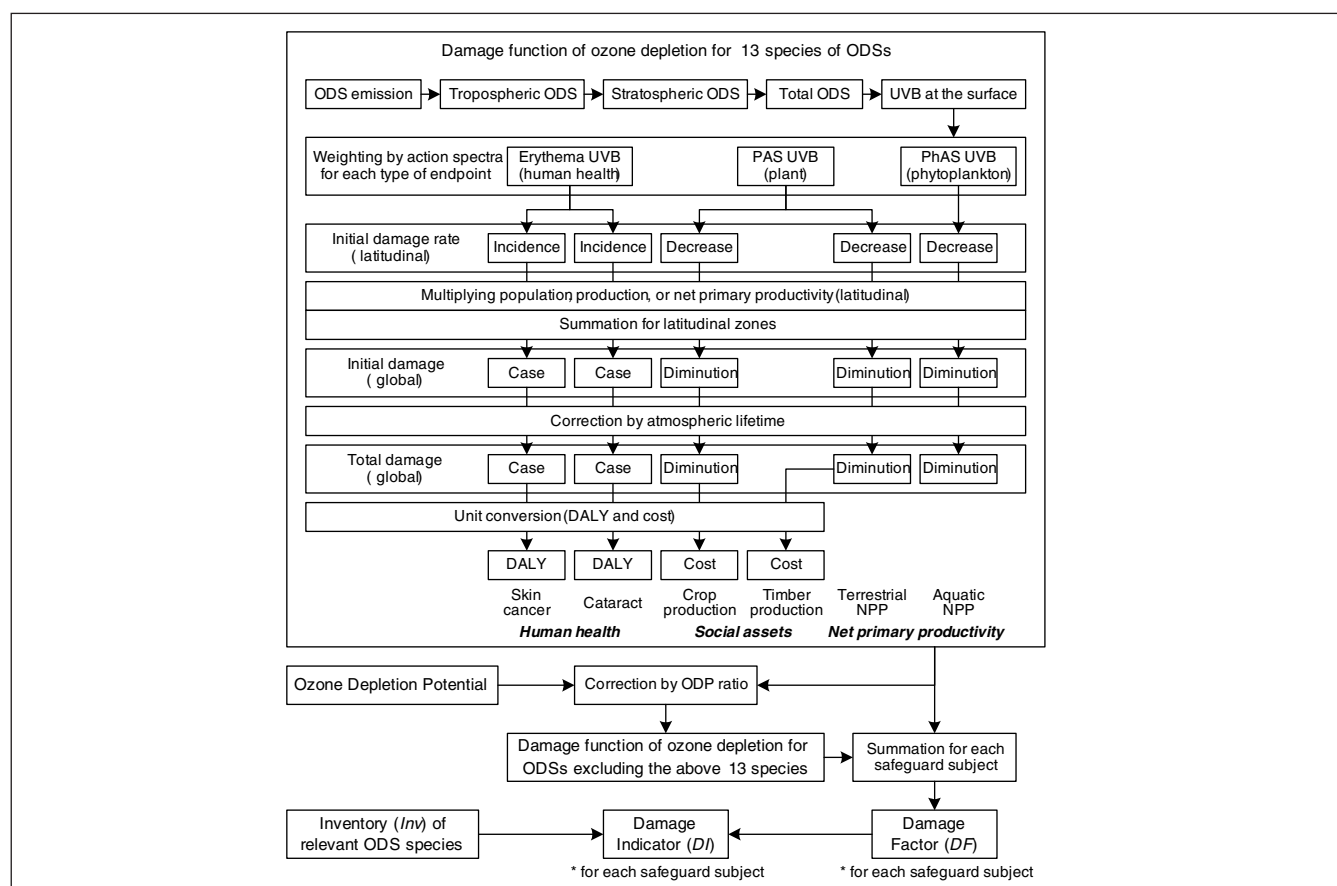 Damage function of ozone depletion for 13 species of ODSs
ODS emission
Tropospheric ODS
Stratospheric ODS
Total ODS
UVB at the surface
Weighting by action spectra
for each type of endpoint
Erythema UVB
(human health)
PAS UVB
(plant)
PhAS UVB
(phytoplankton)
Initial damage rate
( latitudinal)
Incidence
Incidence
Decrease
Decrease
Decrease
Multiplying population, production, or net primary productivity (latitudinal)
Summation for latitudinal zones
Initial damage
( global)
Case
Case
Diminution
Diminution
Diminution
Correction by atmospheric lifetime
Total damage
( global)
Case
Case
Diminution
Diminution
Diminution
Unit conversion (DALY and cost)
DALY
DALY
Cost
Cost
Skin
cancer
Cataract
Crop
production
Timber
production
Terrestrial
NPP
Aquatic
NPP
Human health
Social assets
Net primary productivity
Ozone Depletion Potential
Correction by ODP ratio
Damage function of ozone depletion for
ODSs excluding the above 13 species
Summation for each
safeguard subject
Inventory (Inv) of
relevant ODS species
Damage
Indicator (DI)
Damage
Factor (DF)
* for each safeguard subject
* for each safeguard subject